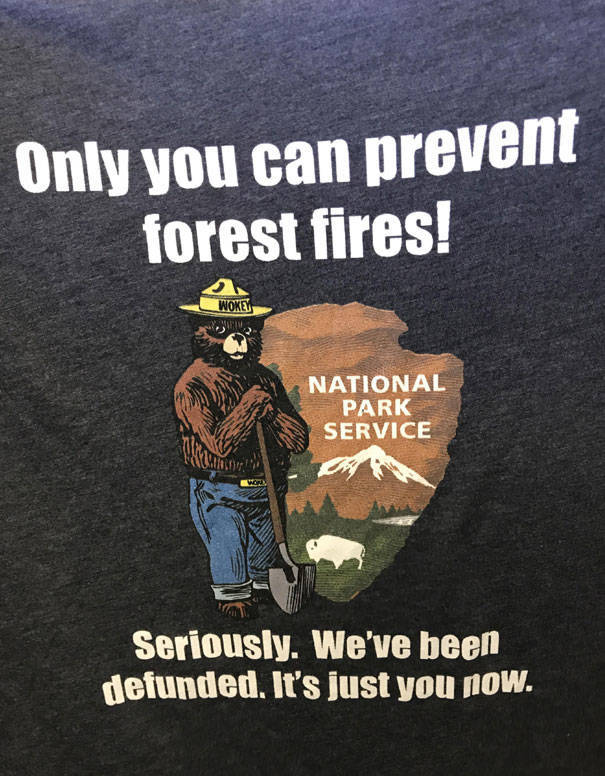 Only you can prevent
forest fires!
WOKEY
NATIONAL
PARK
SERVICE
Seriously. We've been
defunded. It's just you now.